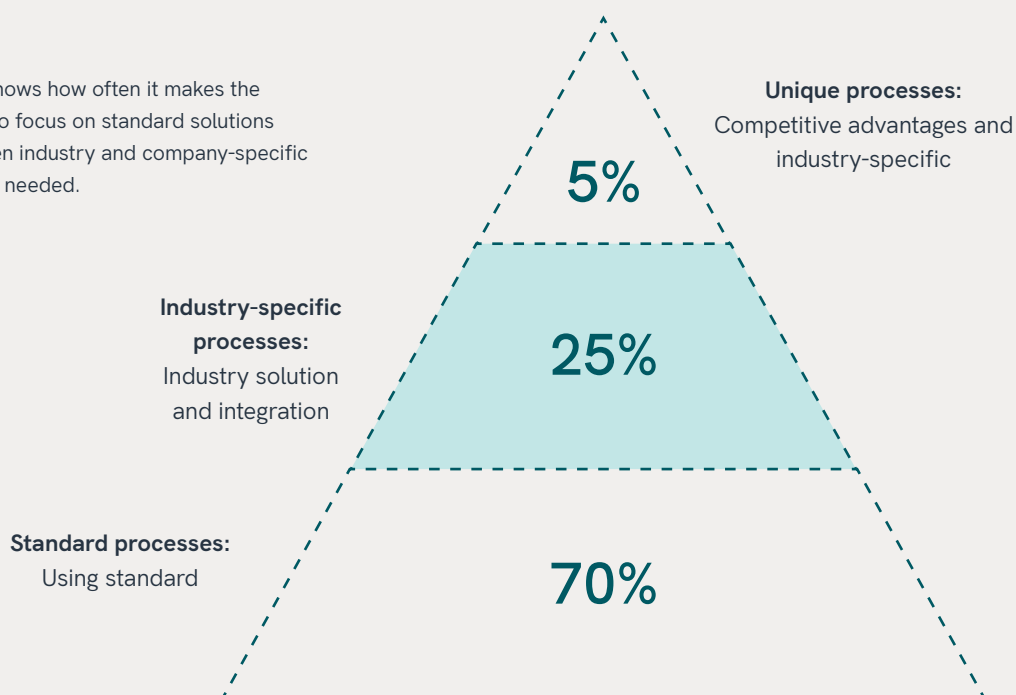 hows how often it makes the
o focus on standard solutions
en industry and company-specific
needed.
Unique processes:
Competitive advantages and
industry-specific
5%
Industry-specific
processes:
Industry solution
and integration
25%
Standard processes:
Using standard
70%